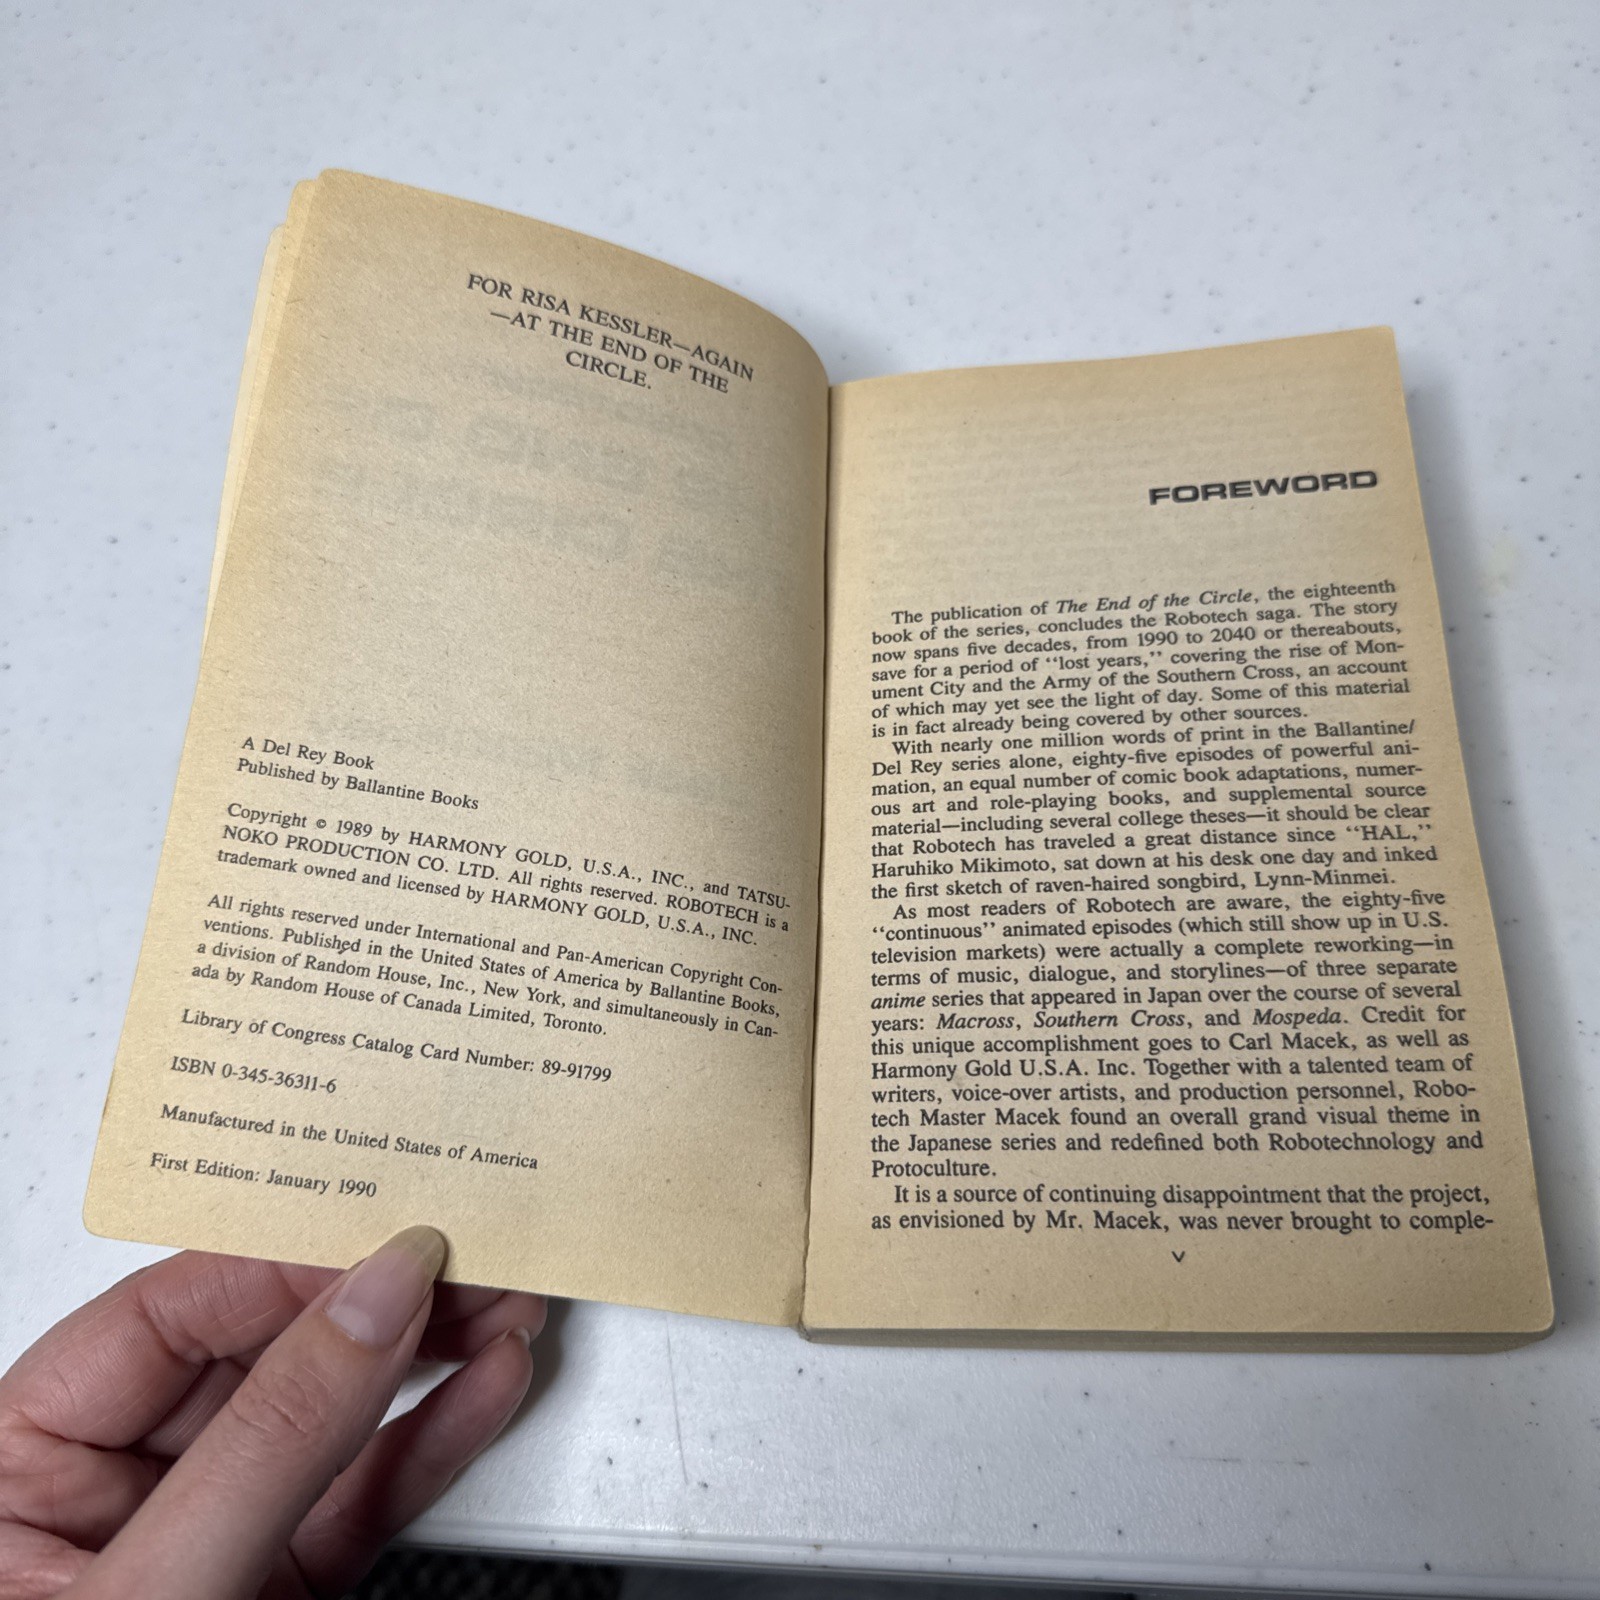 FOR RISA KESSLER—AGAIN
—AT THE END OF THE
CIRCLE.
A Del Rey Book
Published by Ballantine Books
Copyright © 1989 by HARMONY GOLD, U.S.A., INC., and TATSU-
NOKO PRODUCTION CO. LTD. All rights reserved. ROBOTECH is a
trademark owned and licensed by HARMONY GOLD, U.S.A., INC.
All rights reserved under International and Pan-American Copyright Con-
ventions. Published in the United States of America by Ballantine Books,
a division of Random House, Inc., New York, and simultaneously in Can-
ada by Random House of Canada Limited, Toronto.
Library of Congress Catalog Card Number: 89-91799
ISBN 0-345-36311-6
Manufactured in the United States of America
First Edition: January 1990
FOREWORD
The publication of The End of the Circle, the eighteenth
book of the series, concludes the Robotech saga. The story
now spans five decades, from 1990 to 2040 or thereabouts,
save for a period of "lost years," covering the rise of Mon-
ument City and the Army of the Southern Cross, an account
of which may yet see the light of day. Some of this material
is in fact already being covered by other sources.
With nearly one million words of print in the Ballantine/
Del Rey series alone, eighty-five episodes of powerful ani-
mation, an equal number of comic book adaptations, numer-
ous art and role-playing books, and supplemental source
material—including several college theses—it should be clear
that Robotech has traveled a great distance since "HAL,"
Haruhiko Mikimoto, sat down at his desk one day and inked
the first sketch of raven-haired songbird, Lynn-Minmei.
As most readers of Robotech are aware, the eighty-five
"continuous" animated episodes (which still show up in U.S.
television markets) were actually a complete reworking—in
terms of music, dialogue, and storylines—of three separate
anime series that appeared in Japan over the course of several
years: Macross, Southern Cross, and Mospeda. Credit for
this unique accomplishment goes to Carl Macek, as well as
Harmony Gold U.S.A. Inc. Together with a talented team of
writers, voice-over artists, and production personnel, Robo-
tech Master Macek found an overall grand visual theme in
the Japanese series and redefined both Robotechnology and
Protoculture.
It is a source of continuing disappointment that the project,
as envisioned by Mr. Macek, was never brought to comple-
v